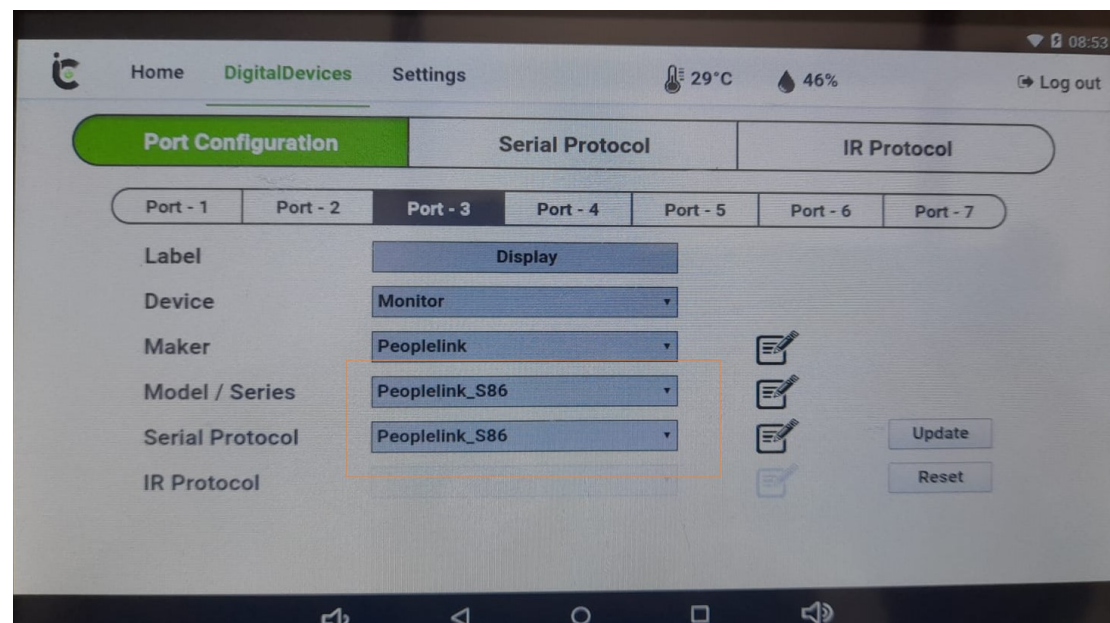 08:53
Home DigitalDevices Settings 29°C 46% Log out
Port Configuration Serial Protocol IR Protocol
Port - 1 Port - 2 Port - 3 Port - 4 Port - 5 Port - 6 Port - 7
Label Display
Device Monitor
Maker Peoplelink
Model / Series Peoplelink_S86
Serial Protocol Peoplelink_S86 Update
IR Protocol Reset